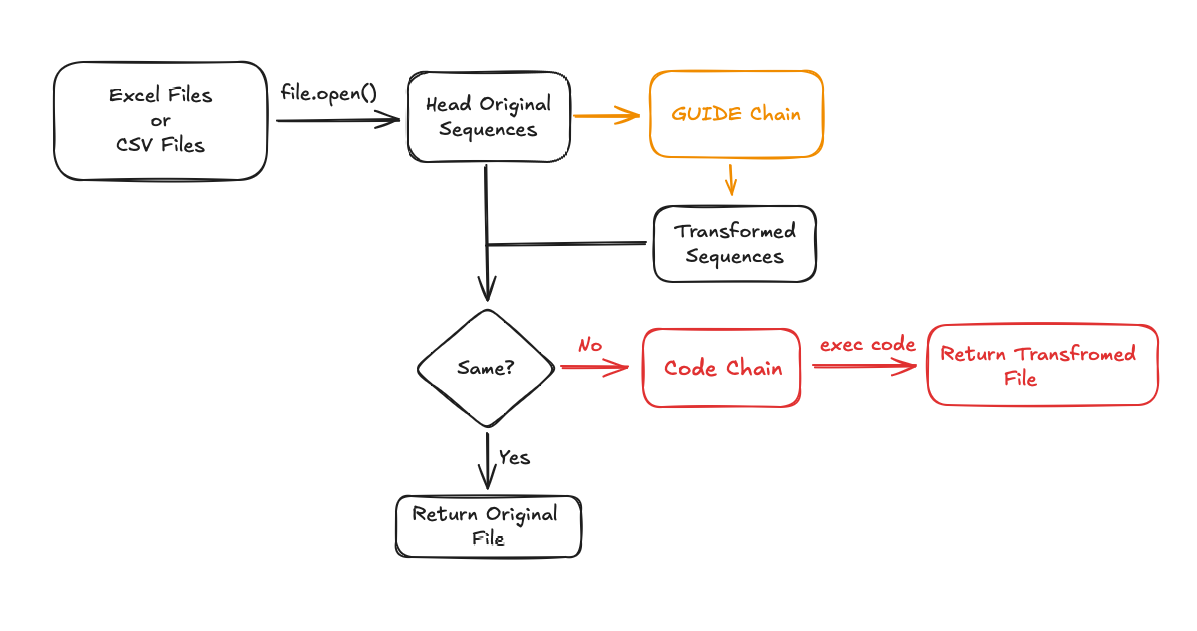 Excel Files
or
CSV Files
file.open()
Head Original
Sequences
GUIDE Chain
Transformed
Sequences
Same?
No
Code Chain
exec code
Return Transfromed
File
Yes
Return Original
File